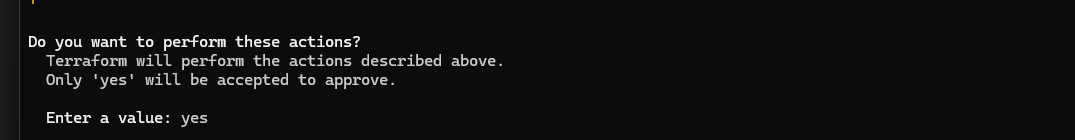 Do you want to perform these actions?
Terraform will perform the actions described above.
Only 'yes' will be accepted to approve.
Enter a value: yes